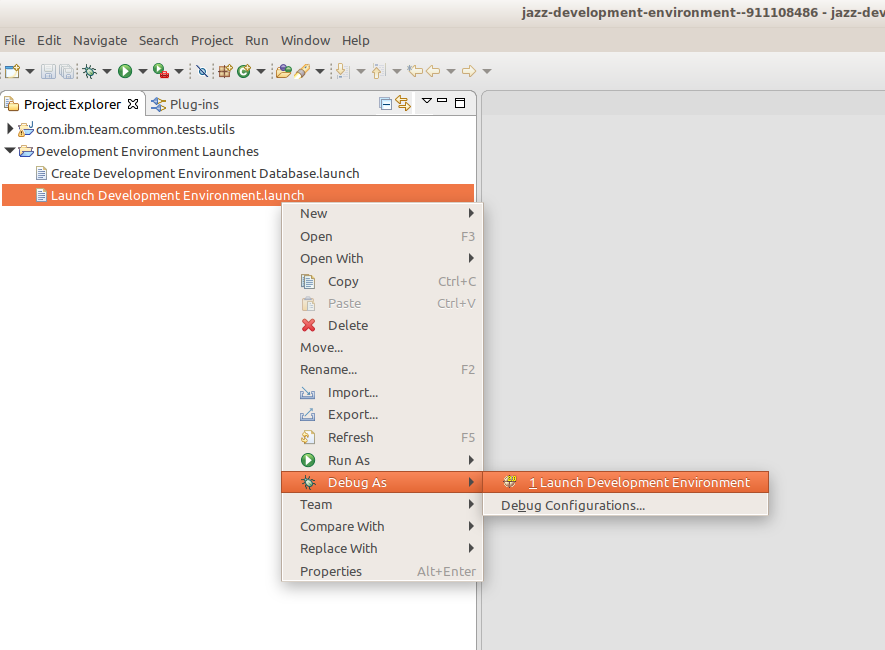 jazz-development-environment--911108486 - jazz-dev
File Edit Navigate Search Project Run Window Help
Project Explorer Plug-ins
com.ibm.team.common.tests.utils
Development Environment Launches
Create Development Environment Database.launch
Launch Development Environment.launch
New
Open F3
Open With
Copy Ctrl+C
Paste Ctrl+V
Delete
Move...
Rename... F2
Import...
Export...
Refresh F5
Run As
Debug As 1 Launch Development Environment
Team Debug Configurations...
Compare With
Replace With
Properties Alt+Enter